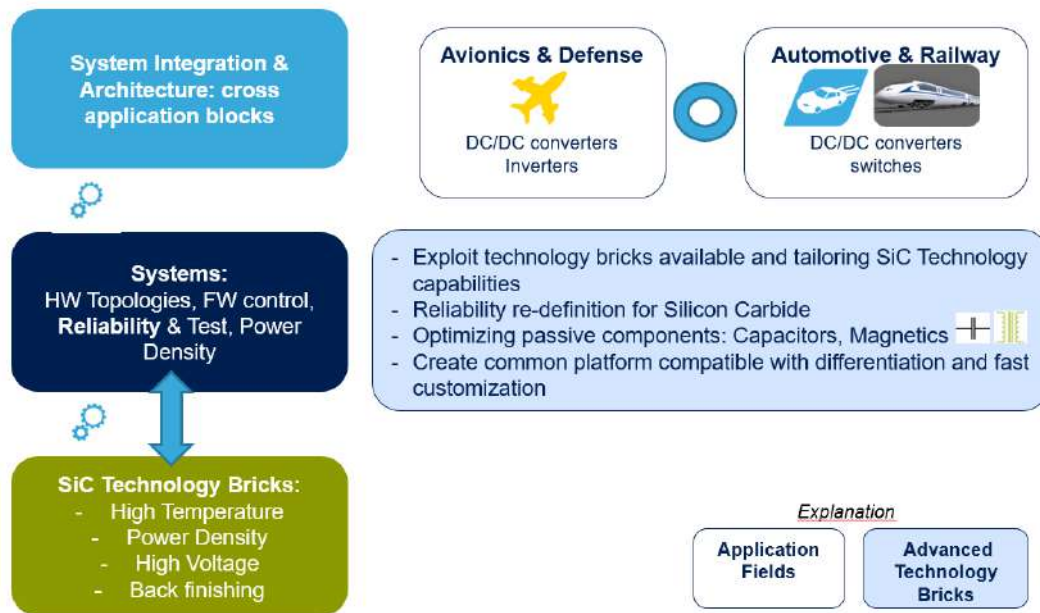 System Integration &
Architecture: cross
application blocks
Avionics & Defense
DC/DC converters
Inverters
Automotive & Railway
DC/DC converters
switches
Systems:
HW Topologies, FW control,
Reliability & Test, Power
Density
- Exploit technology bricks available and tailoring SiC Technology
capabilities
- Reliability re-definition for Silicon Carbide
- Optimizing passive components: Capacitors, Magnetics
- Create common platform compatible with differentiation and fast
customization
SiC Technology Bricks:
- High Temperature
- Power Density
- High Voltage
- Back finishing
Explanation
Application
Fields
Advanced
Technology
Bricks